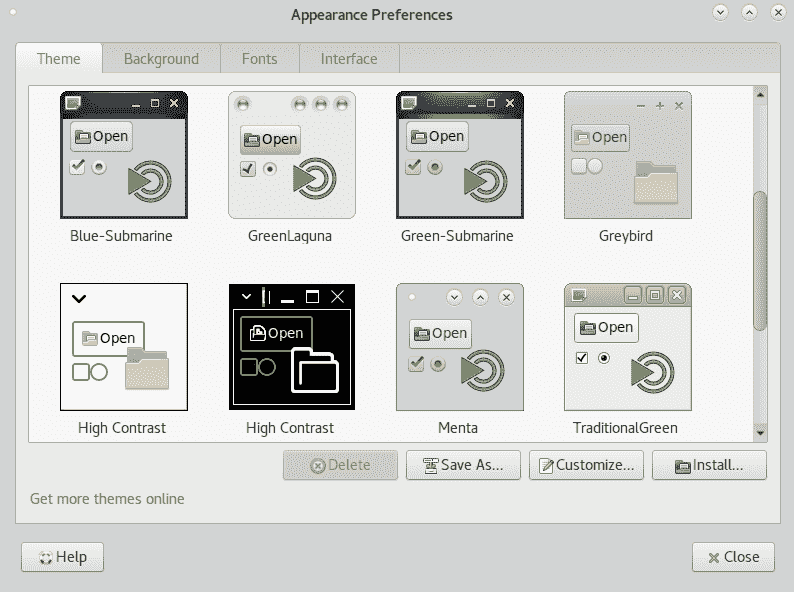 Appearance Preferences
Theme Background Fonts Interface
Open Open Open Open
Blue-Submarine GreenLaguna Green-Submarine Greybird
Open Open Open Open
High Contrast High Contrast Menta TraditionalGreen
Delete Save As... Customize... Install...
Get more themes online
Help Close